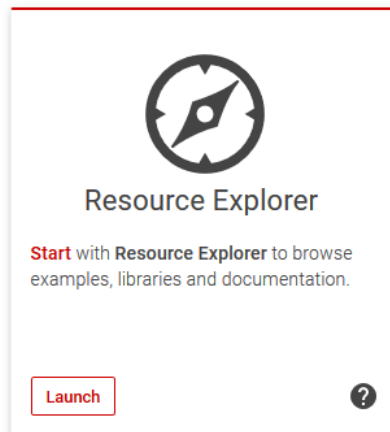 Resource Explorer
Start with Resource Explorer to browse
examples, libraries and documentation.
Launch
?